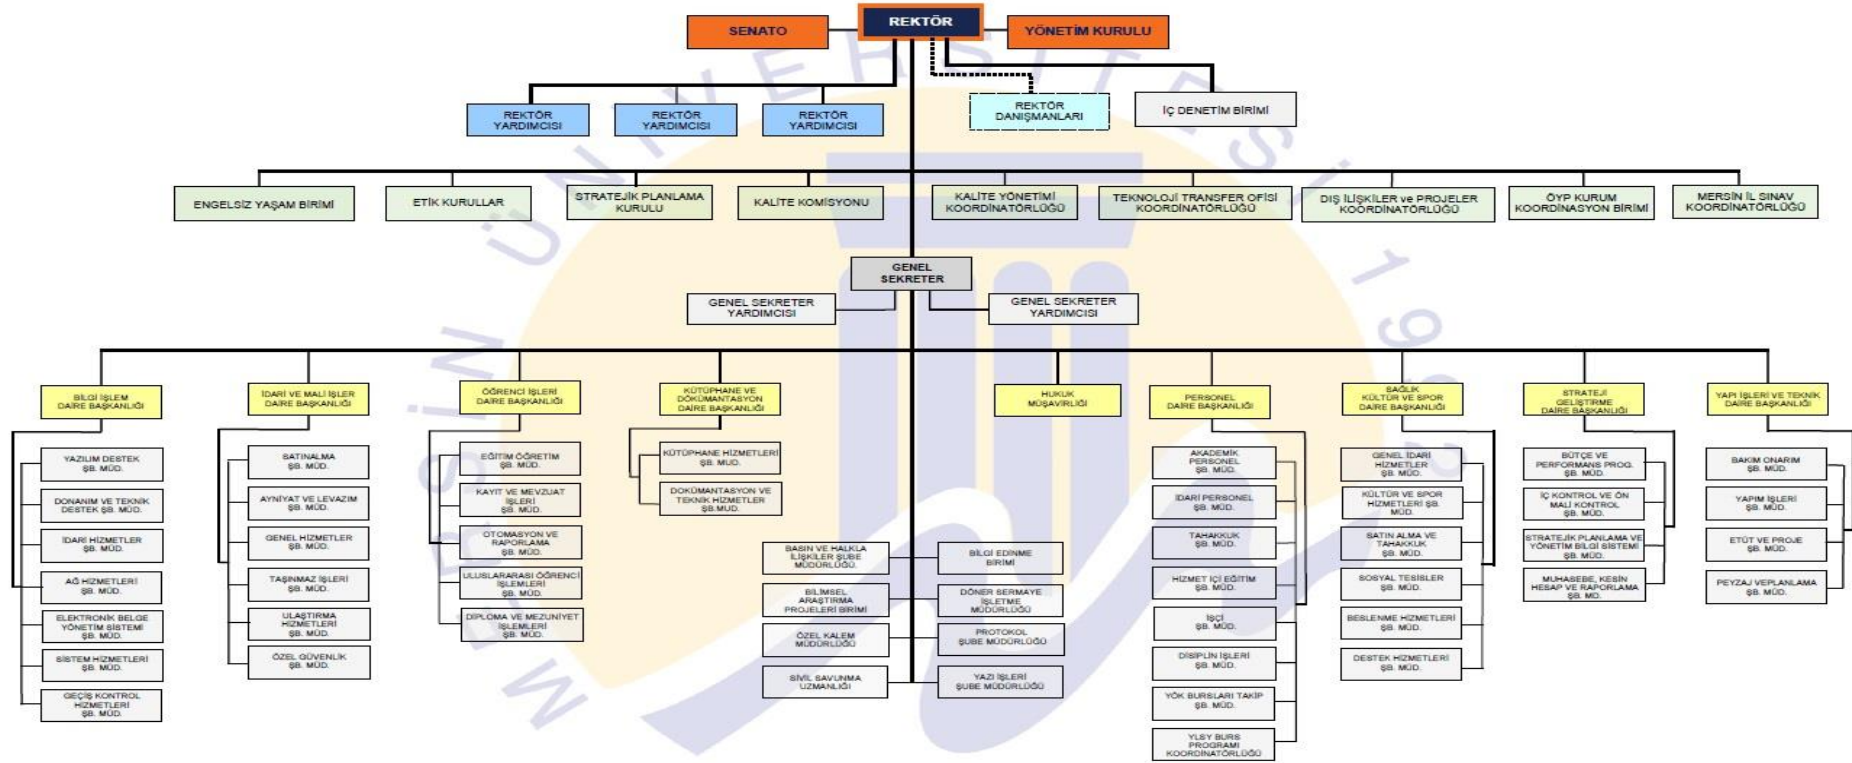 REKTÖR
SENATO
YÖNETİM KURULU
REKTÖR
YARDIMCISI
REKTÖR
YARDIMCISI
REKTÖR
YARDIMCISI
REKTÖR
DANIŞMANLARI
İÇ DENETİM BİRİMİ
ENGELSİZ YAŞAM BİRİMİ
ETİK KURULLAR
STRATEJİK PLANLAMA
KURULU
KALİTE KOMİSYONU
KALİTE YÖNETİMİ
KOORDİNATÖRLÜĞÜ
TEKNOLOJİ TRANSFER OFİSİ
KOORDİNATÖRLÜĞÜ
DIŞ İLİŞKİLER ve PROJELER
KOORDİNATÖRLÜĞÜ
ÖYP KURUM
KOORDİNASYON BİRİMİ
MERSİN İL SINAV
KOORDİNATÖRLÜĞÜ
GENEL
SEKRETER
GENEL SEKRETER
YARDIMCISI
GENEL SEKRETER
YARDIMCISI
BİLGİ İŞLEM
DAİRE BAŞKANLIĞI
YAZILIM DESTEK
ŞB. MÜD.
DONANIM VE TEKNİK
DESTEK ŞB. MÜD.
İDARİ HİZMETLER
ŞB. MÜD.
AĞ HİZMETLERİ
ŞB. MÜD.
ELEKTRONİK BELGE
YÖNETİM SİSTEMİ
ŞB. MÜD.
SİSTEM HİZMETLERİ
ŞB. MÜD.
GEÇİŞ KONTROL
HİZMETLERİ
ŞB. MÜD.
İDARİ VE MALİ İŞLER
DAİRE BAŞKANLIĞI
SATINALMA
ŞB. MÜD.
AYNİYAT VE LEVAZIM
ŞB. MÜD.
GENEL HİZMETLER
ŞB. MÜD.
TAŞINMAZ İŞLERİ
ŞB. MÜD.
ULAŞTIRMA
HİZMETLERİ
ŞB. MÜD.
ÖZEL GÜVENLİK
ŞB. MÜD.
ÖĞRENCİ İŞLERİ
DAİRE BAŞKANLIĞI
EĞİTİM ÖĞRETİM
ŞB. MÜD.
KAYIT VE MEVZUAT
İŞLERİ
ŞB. MÜD.
OTOMASYON VE
RAPORLAMA
ŞB. MÜD.
ULUSLARARASI ÖĞRENCİ
İŞLEMLERİ
ŞB. MÜD.
DİPLOMA VE MEZUNİYET
İŞLEMLERİ
ŞB. MÜD.
KÜTÜPHANE VE
DÖKÜMANTASYON
DAİRE BAŞKANLIĞI
KÜTÜPHANE HİZMETLERİ
ŞB. MÜD.
DOKÜMANTASYON VE
TEKNİK HİZMETLER
ŞB.MUD.
BASIN VE HALKLA
İLİŞKİLER ŞUBE
MÜDÜRLÜĞÜ.
BİLİMSEL
ARAŞTIRMA
PROJELERİ BİRİMİ
ÖZEL KALEM
MÜDÜRLÜĞÜ
SİVİL SAVUNMA
UZMANLIĞI
BİLGİ EDİNME
BİRİMİ
DÖNER SERMAYE
İŞLETME
MÜDÜRLÜĞÜ
PROTOKOL
ŞUBE MÜDÜRLÜĞÜ
YAZI İŞLERİ
ŞUBE MÜDÜRLÜĞÜ
HUKUK
MÜŞAVİRLİĞİ
PERSONEL
DAİRE BAŞKANLIĞI
AKADEMİK
PERSONEL
ŞB. MÜD.
İDARİ PERSONEL
ŞB. MÜD.
TAHAKKUK
ŞB. MÜD.
HİZMET İÇİ EĞİTİM
ŞB. MÜD.
İŞÇİ
ŞB. MÜD.
DİSİPLİN İŞLERİ
ŞB. MÜD.
YÖK BURSLARI TAKİP
ŞB. MÜD.
YLSY BURS
PROGRAMI
KOORDİNATÖRLÜĞÜ
SAĞLIK
KÜLTÜR VE SPOR
DAİRE BAŞKANLIĞI
GENEL İDARİ
HİZMETLER
ŞB. MÜD.
KÜLTÜR VE SPOR
HİZMETLERİ ŞB.
MÜD.
SATIN ALMA VE
TAHAKKUK
ŞB. MÜD.
SOSYAL TESİSLER
ŞB. MÜD.
BESLENME HİZMETLERİ
ŞB. MÜD.
DESTEK HİZMETLERİ
ŞB. MÜD.
STRATEJİ
GELİŞTİRME
DAİRE BAŞKANLIĞI
BÜTÇE VE
PERFORMANS PROG.
ŞB. MÜD.
İÇ KONTROL VE ÖN
MALİ KONTROL
ŞB. MÜD.
STRATEJİK PLANLAMA VE
YÖNETİM BİLGİ SİSTEMİ
ŞB. MÜD.
MUHASEBE, KESİN
HESAP VE RAPORLAMA
ŞB. MD.
YAPI İŞLERİ VE TEKNİK
DAİRE BAŞKANLIĞI
BAKIM ONARIM
ŞB. MÜD.
YAPIM İŞLERİ
ŞB. MÜD.
ETÜT VE PROJE
ŞB. MÜD.
PEYZAJ VEPLANLAMA
ŞB. MÜD.
MERSİN ÜNİVERSİTESİ 1992